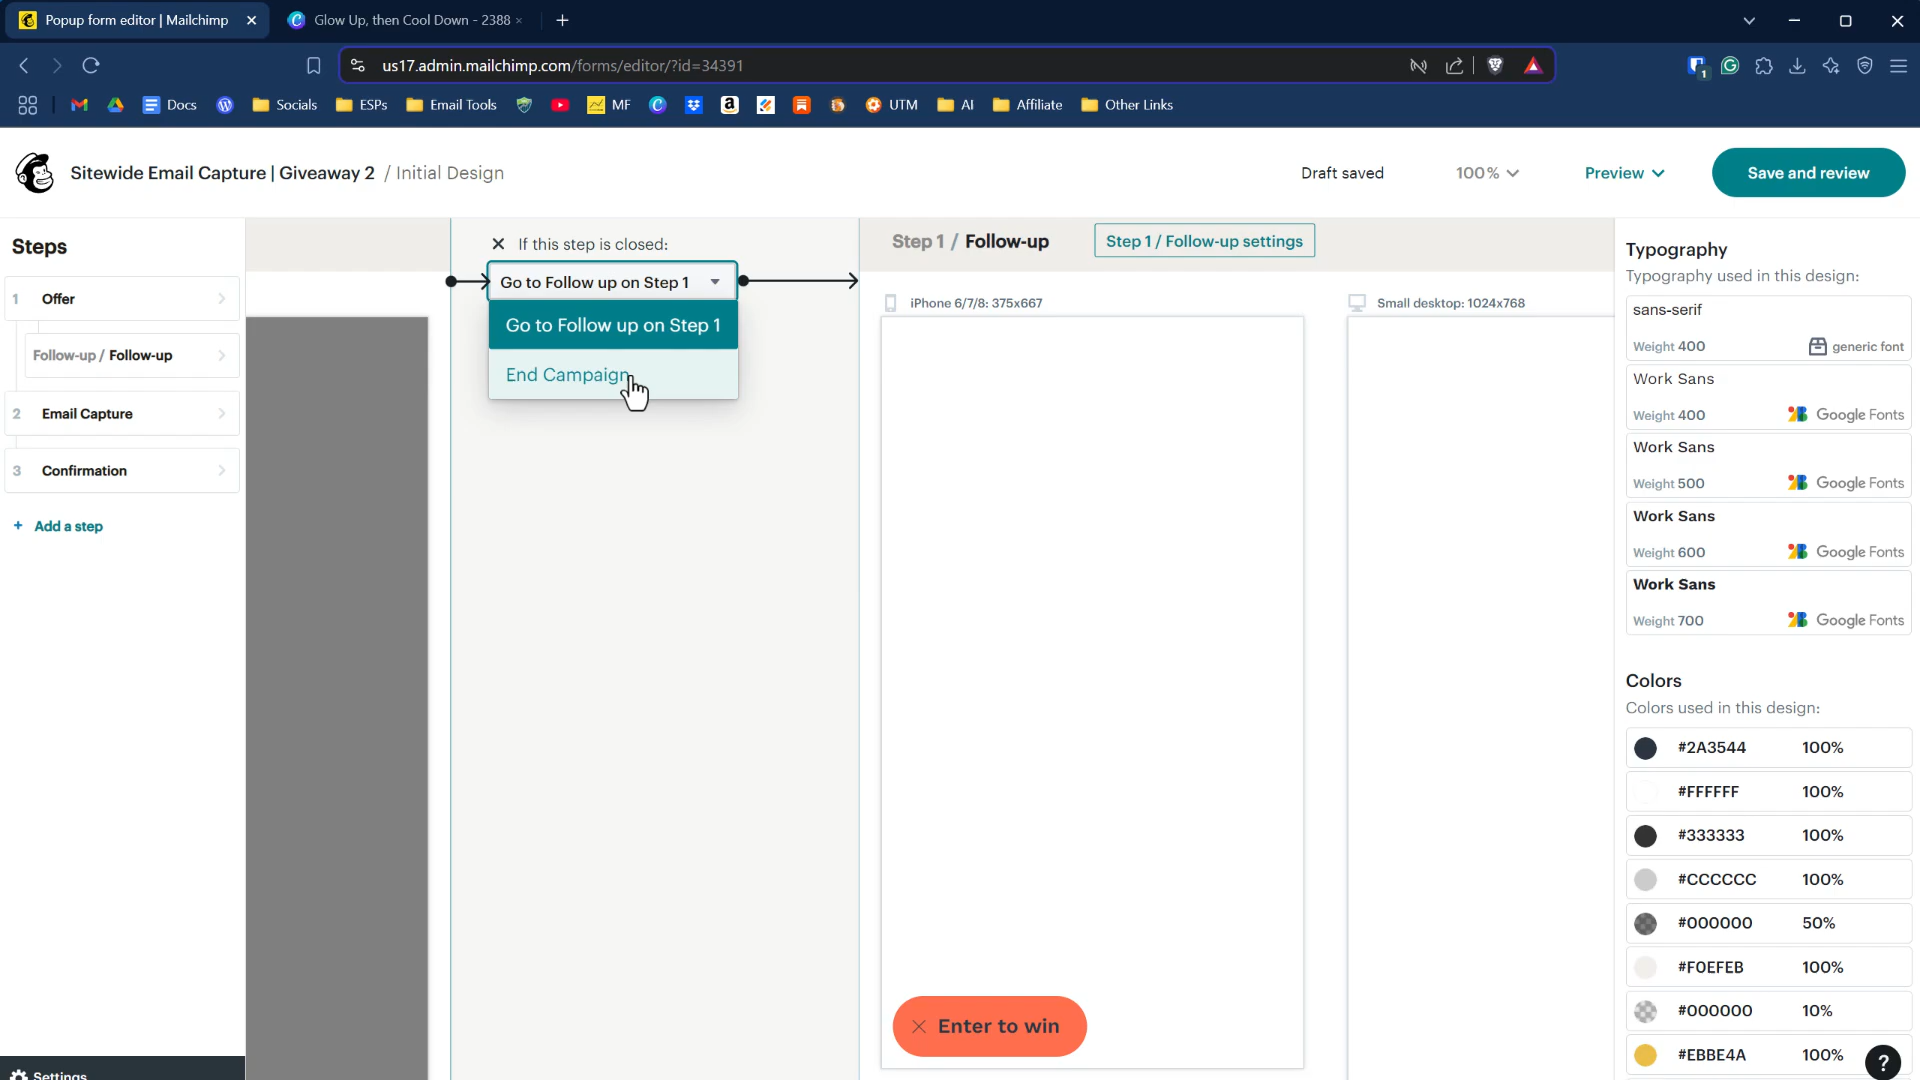 Popup form editor | Mailchimp
Glow Up, then Cool Down - 2388
us17.admin.mailchimp.com/forms/editor/?id=34391
1
Docs
Socials
ESPs
Email Tools
MF
UTM
AI
Affiliate
Other Links
Sitewide Email Capture | Giveaway 2 / Initial Design
Draft saved
100%
Preview
Save and review
Steps
1 Offer
Follow-up / Follow-up
2 Email Capture
3 Confirmation
+ Add a step
Settings
If this step is closed:
Go to Follow up on Step 1
Go to Follow up on Step 1
End Campaign
Step 1 / Follow-up
Step 1 / Follow-up settings
iPhone 6/7/8: 375x667
Small desktop: 1024x768
Enter to win
Typography
Typography used in this design:
sans-serif
Weight 400
generic font
Work Sans
Weight 400
Google Fonts
Work Sans
Weight 500
Google Fonts
Work Sans
Weight 600
Google Fonts
Work Sans
Weight 700
Google Fonts
Colors
Colors used in this design:
#2A3544 100%
#FFFFFF 100%
#333333 100%
#CCCCCC 100%
#000000 50%
#F0EFEB 100%
#000000 10%
#EBBE4A 100%
?